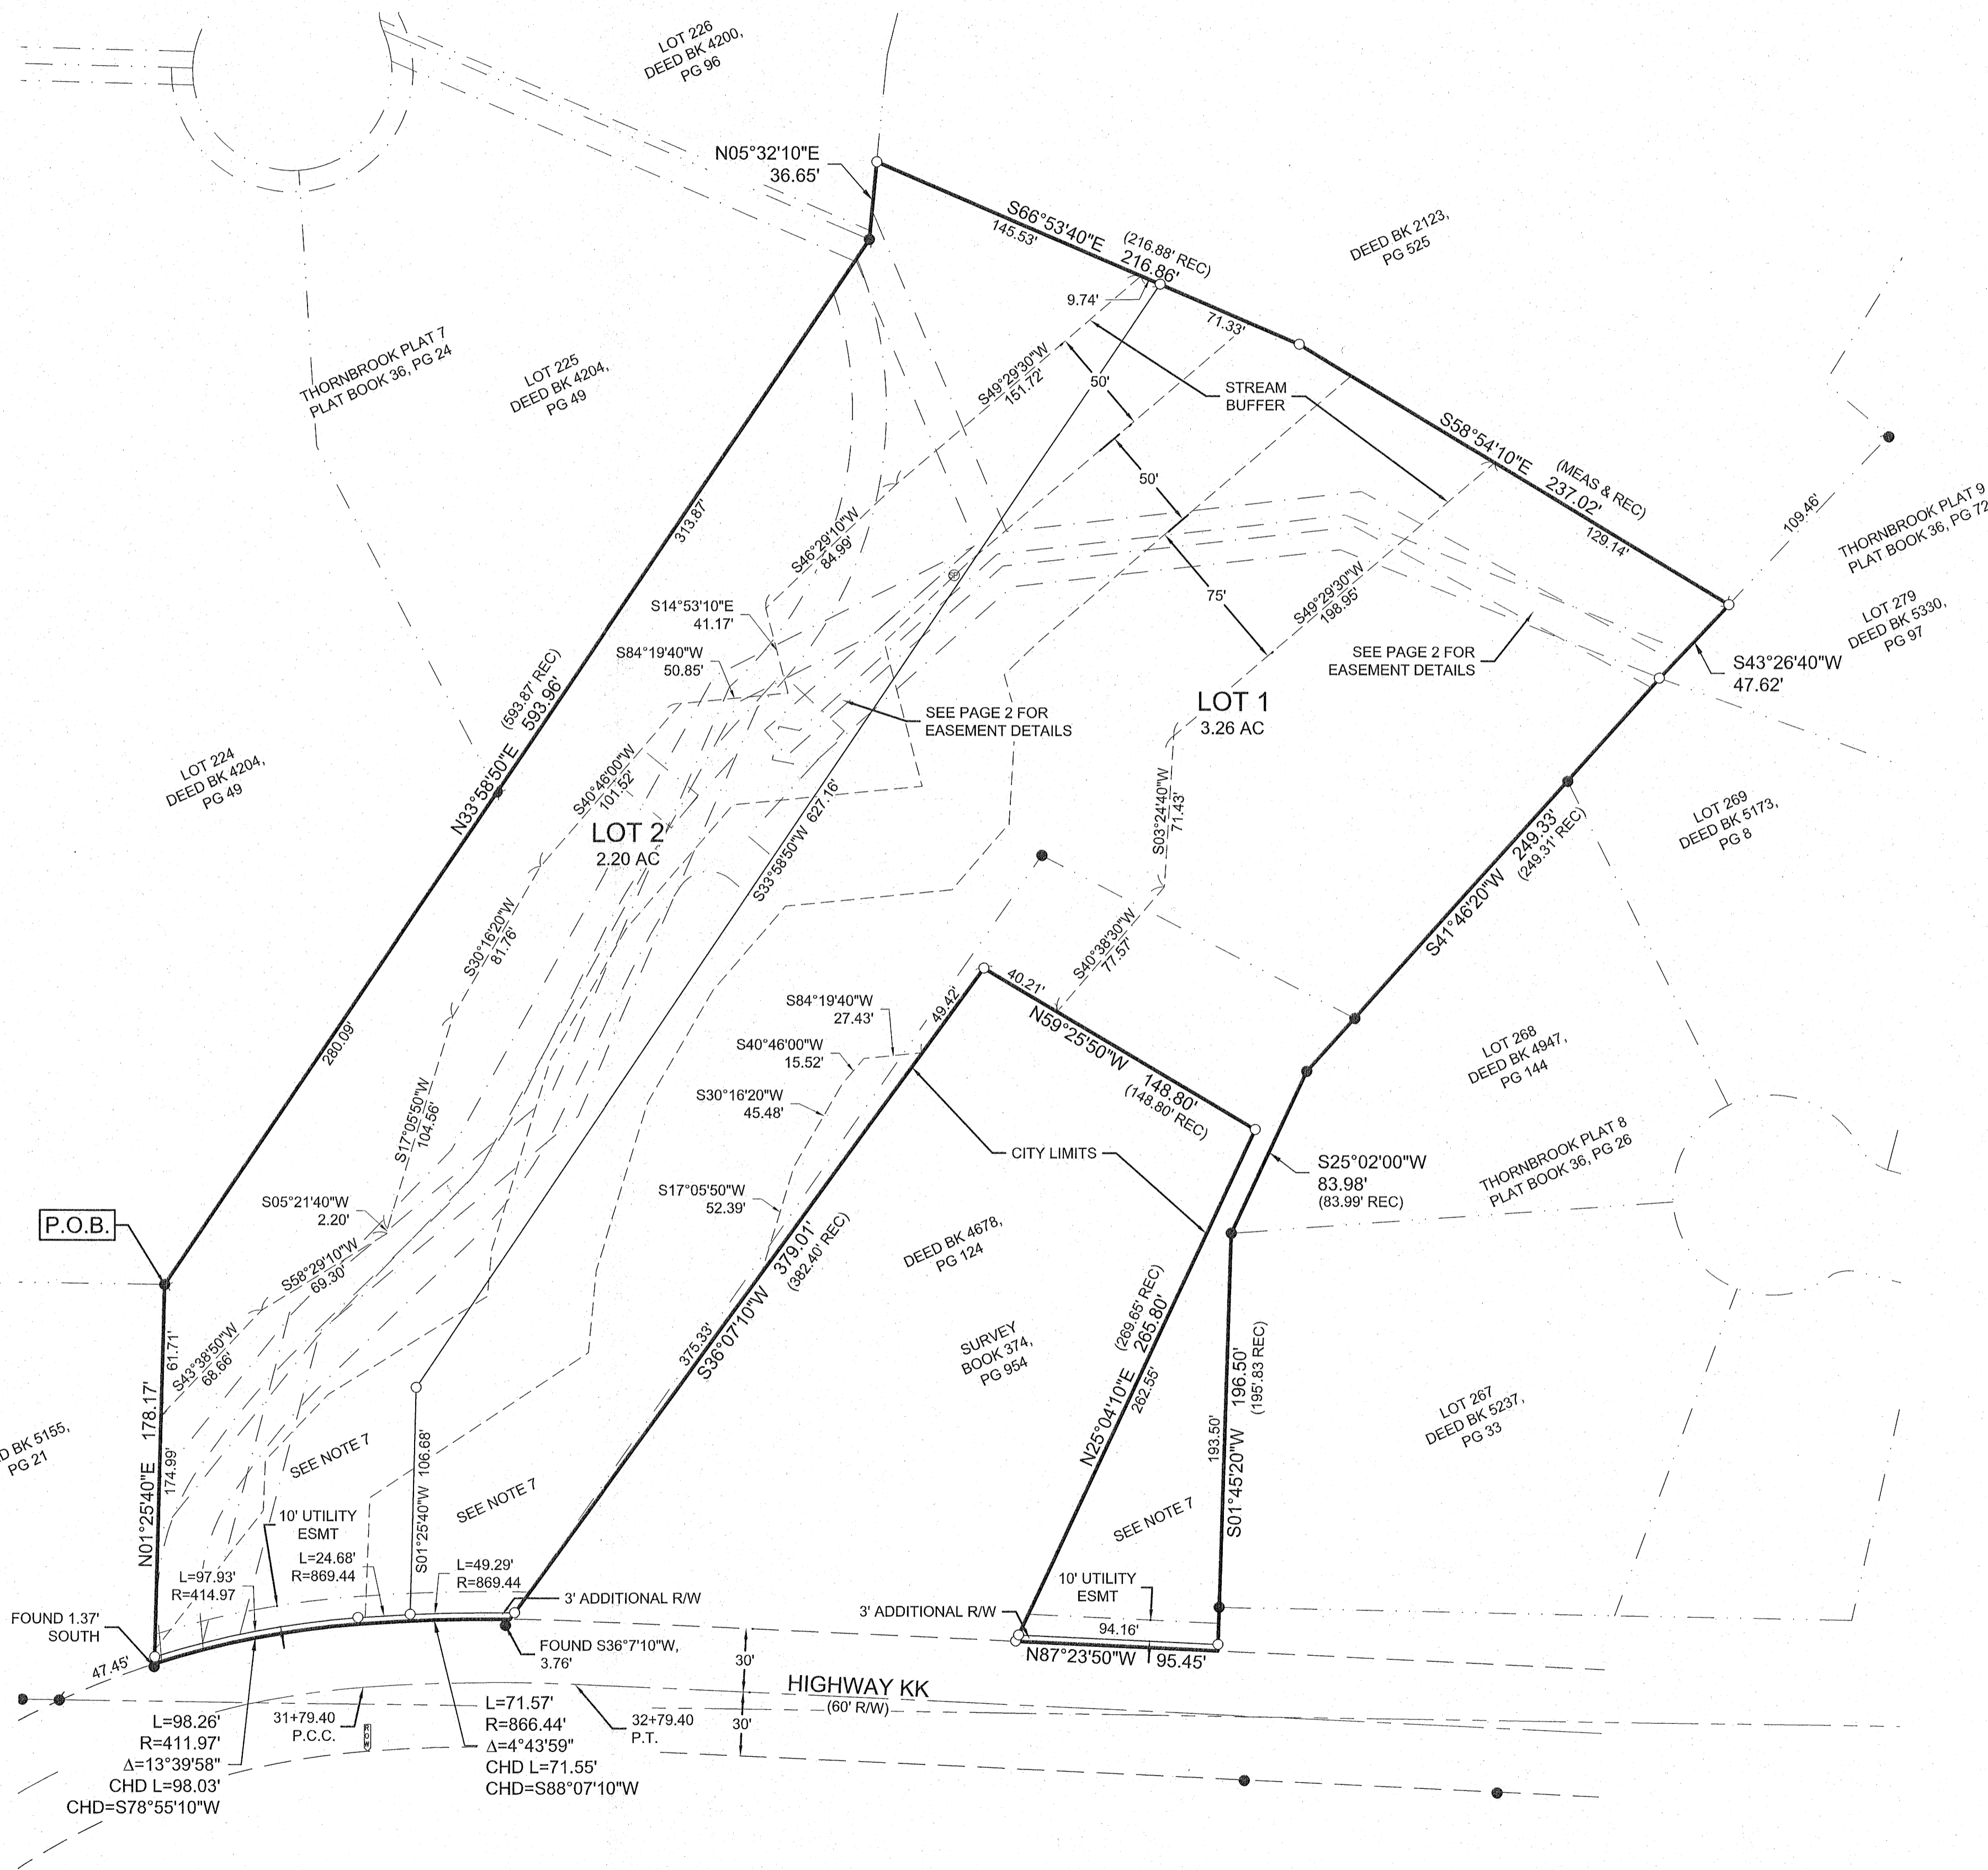 LOT 226
DEED BK 4200,
PG 96
N05°32'10"E
36.65'
S66°53'40"E
145.53'
(216.88' REC)
216.86'
9.74'
71.33'
DEED BK 2123,
PG 525
THORNBROOK PLAT 7
PLAT BOOK 36, PG 24
LOT 225
DEED BK 4204,
PG 49
S49°29'30"W
151.72'
50'
STREAM
BUFFER
S58°54'10"E
(MEAS & REC)
237.02'
129.14'
50'
109.46'
THORNBROOK PLAT 9
PLAT BOOK 36, PG 72
313.87'
S46°29'10"W
84.99'
S14°53'10"E
41.17'
S84°19'40"W
50.85'
75'
S49°29'30"W
198.95'
SEE PAGE 2 FOR
EASEMENT DETAILS
LOT 279
DEED BK 5330,
PG 97
S43°26'40"W
47.62'
(593.87' REC)
593.96'
N33°58'50"E
SEE PAGE 2 FOR
EASEMENT DETAILS
LOT 1
3.26 AC
LOT 224
DEED BK 4204,
PG 49
S40°46'00"W
101.52'
LOT 2
2.20 AC
S33°58'50"W 627.16'
S03°24'40"W
71.43'
LOT 269
DEED BK 5173,
PG 8
249.33'
(249.31' REC)
S41°46'20"W
S30°16'20"W
81.76'
S40°38'30"W
77.57'
40.21'
49.42'
N59°25'50"W
148.80'
(148.80' REC)
S84°19'40"W
27.43'
S40°46'00"W
15.52'
S30°16'20"W
45.48'
280.09'
S17°05'50"W
104.56'
CITY LIMITS
LOT 268
DEED BK 4947,
PG 144
S25°02'00"W
83.98'
(83.99' REC)
THORNBROOK PLAT 8
PLAT BOOK 36, PG 26
S17°05'50"W
52.39'
S05°21'40"W
2.20'
P.O.B.
S58°29'10"W
69.30'
379.01'
(382.40' REC)
S36°07'10"W
375.33'
DEED BK 4678,
PG 124
SURVEY
BOOK 374,
PG 954
(269.65' REC)
265.80'
N25°04'10"E
262.55'
196.50'
(195'.83 REC)
S01°45'20"W
193.50'
61.71'
S43°38'50"W
68.66'
N01°25'40"E 178.17'
174.99'
D BK 5155,
PG 21
LOT 267
DEED BK 5237,
PG 33
SEE NOTE 7
SEE NOTE 7
SEE NOTE 7
S01°25'40"W 106.68'
10' UTILITY
ESMT
L=24.68'
R=869.44
L=49.29'
R=869.44
L=97.93'
R=414.97
3' ADDITIONAL R/W
10' UTILITY
ESMT
3' ADDITIONAL R/W
94.16'
N87°23'50"W 95.45'
FOUND 1.37'
SOUTH
FOUND S36°7'10"W,
3.76'
47.45'
30'
HIGHWAY KK
(60' R/W)
30'
31+79.40
P.C.C.
ROW
32+79.40
P.T.
L=98.26'
R=411.97'
Δ=13°39'58"
CHD L=98.03'
CHD=S78°55'10"W
L=71.57'
R=866.44'
Δ=4°43'59"
CHD L=71.55'
CHD=S88°07'10"W